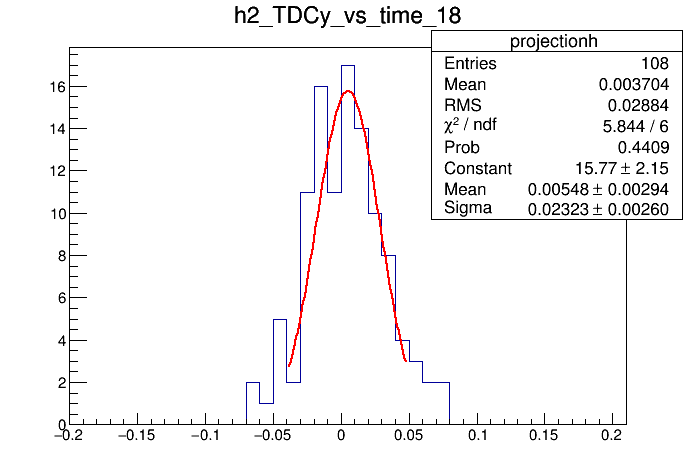 h2_TDCy_vs_time_18
projectionh
Entries 108
Mean 0.003704
RMS 0.02884
χ² / ndf 5.844 / 6
Prob 0.4409
Constant 15.77 ± 2.15
Mean 0.00548 ± 0.00294
Sigma 0.02323 ± 0.00260
16
14
12
10
8
6
4
2
0
−0.2 −0.15 −0.1 −0.05 0 0.05 0.1 0.15 0.2